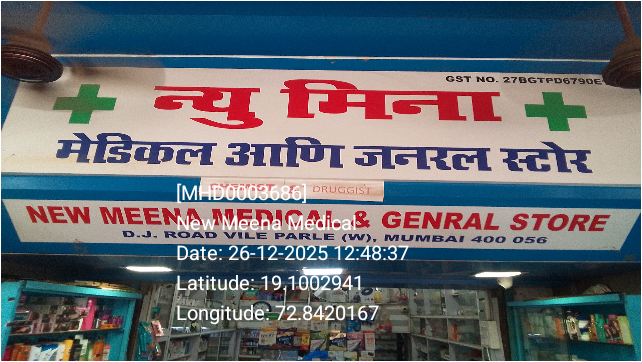 GST NO. 27BGTPD6790E
न्यु मिना
मेडिकल आणि जनरल स्टोर
DRUGGIST
[MHD0003686]
NEW MEENA MEDICAL & GENRAL STORE
New Meena Medical
D.J. ROAD VILE PARLE (W), MUMBAI 400 056
Date: 26-12-2025 12:48:37
Latitude: 19.1002941
Longitude: 72.8420167